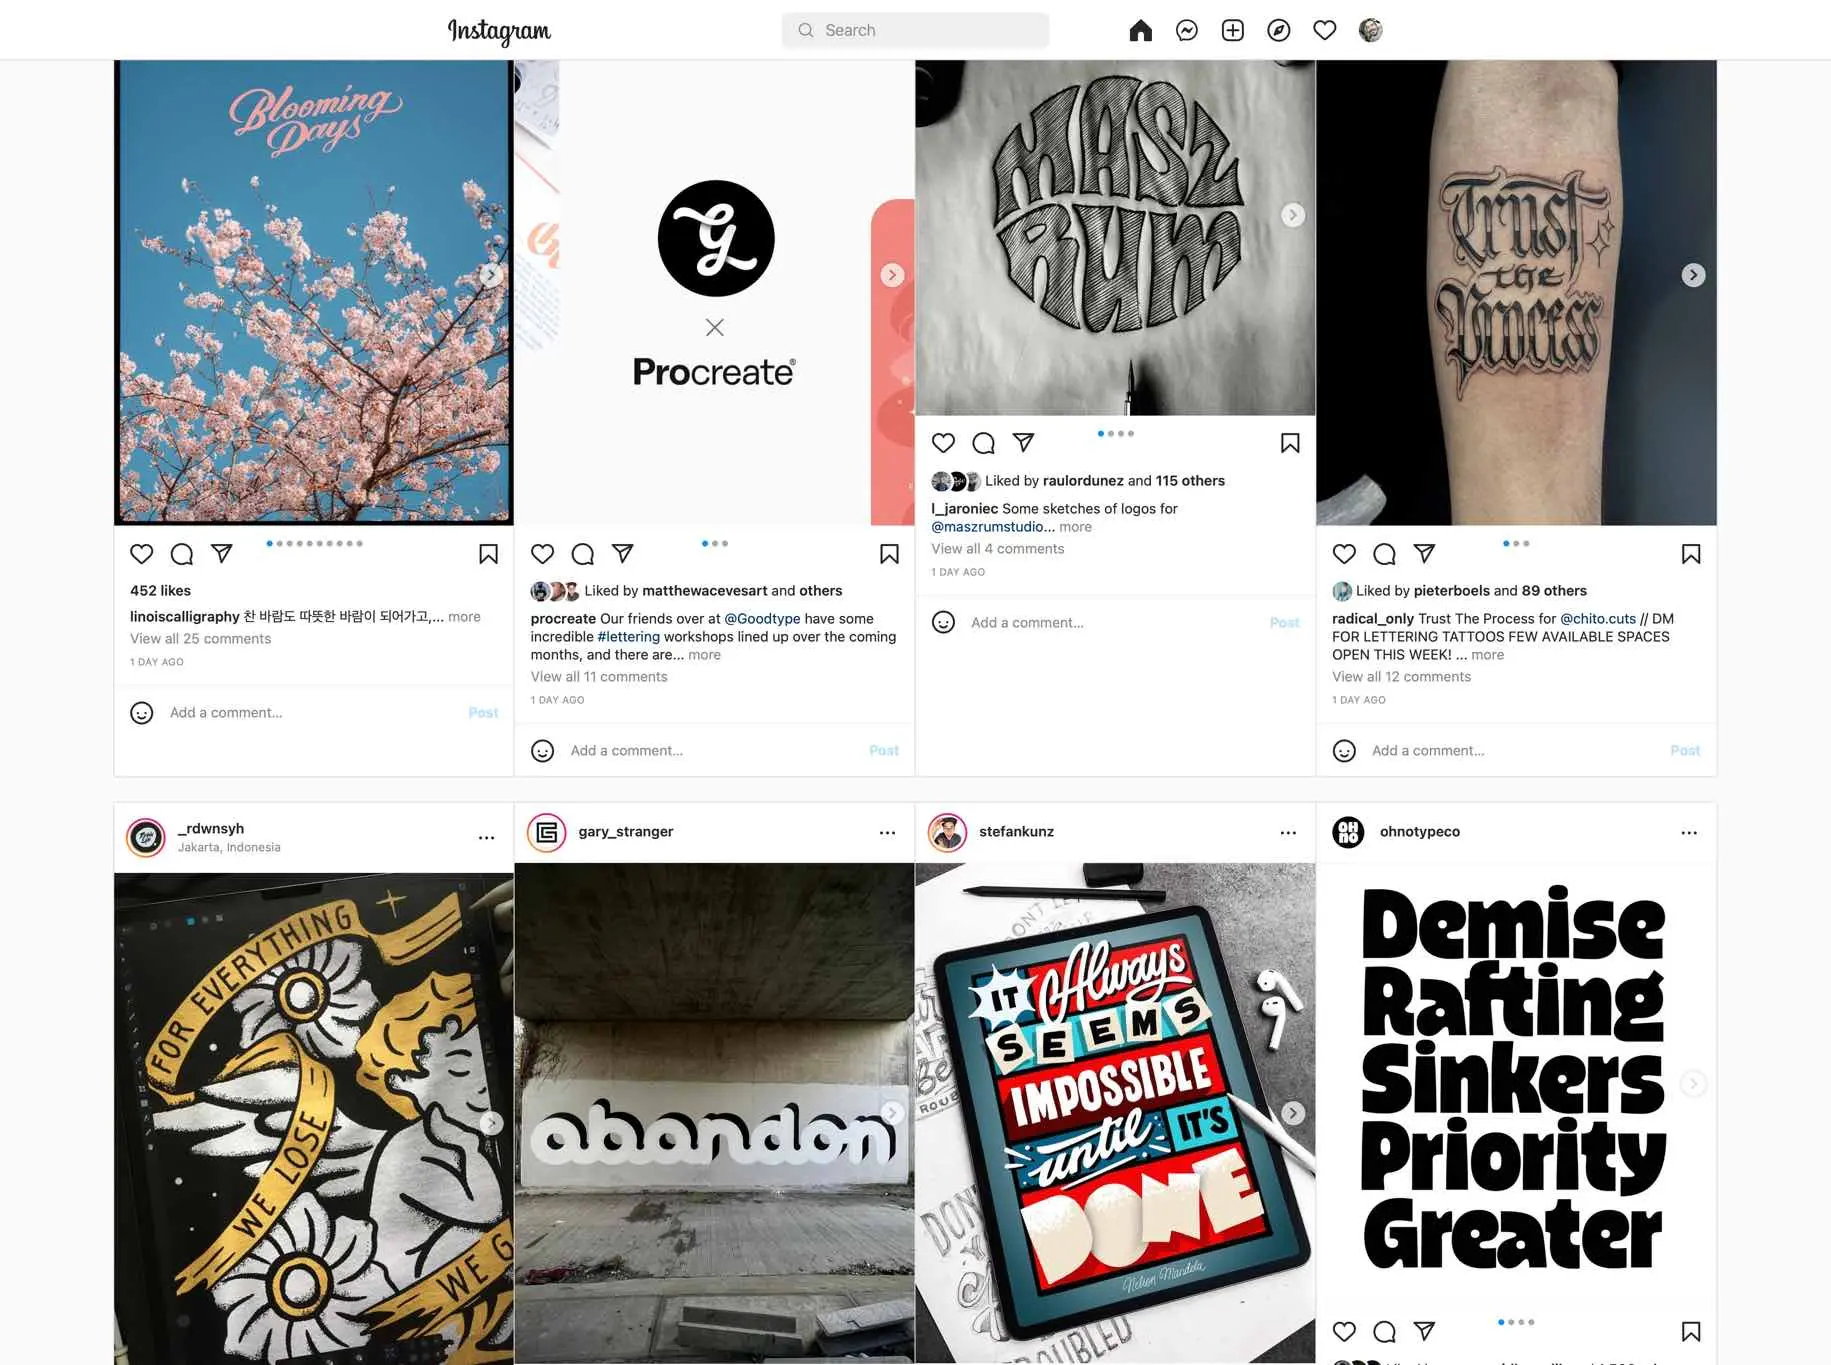 Instagram
Search
Blooming
Days
452 likes
linoiscalligraphy 찬 바람도 따뜻한 바람이 되어가고,... more
View all 25 comments
1 DAY AGO
Add a comment...
Post
×
Procreate®
Liked by matthewacevesart and others
procreate Our friends over at @Goodtype have some
incredible #lettering workshops lined up over the coming
months, and there are... more
View all 11 comments
1 DAY AGO
Add a comment...
Post
MASZ
RUM
Liked by raulordunez and 115 others
l_jaroniec Some sketches of logos for
@maszrumstudio... more
View all 4 comments
1 DAY AGO
Add a comment...
Post
Trust
the
Process
Liked by pieterboels and 89 others
radical_only Trust The Process for @chito.cuts // DM
FOR LETTERING TATTOOS FEW AVAILABLE SPACES
OPEN THIS WEEK! ... more
View all 12 comments
1 DAY AGO
Add a comment...
Post
_rdwnsyh
Jakarta, Indonesia
FOR EVERYTHING
WE LOSE
WE G
gary_stranger
abandon
stefankunz
IT Always
SEEMS
IMPOSSIBLE
until IT'S
DONE
Nelson Mandela
DON'T
TROUBLED
OH
NO
ohnotypeco
Demise
Rafting
Sinkers
Priority
Greater